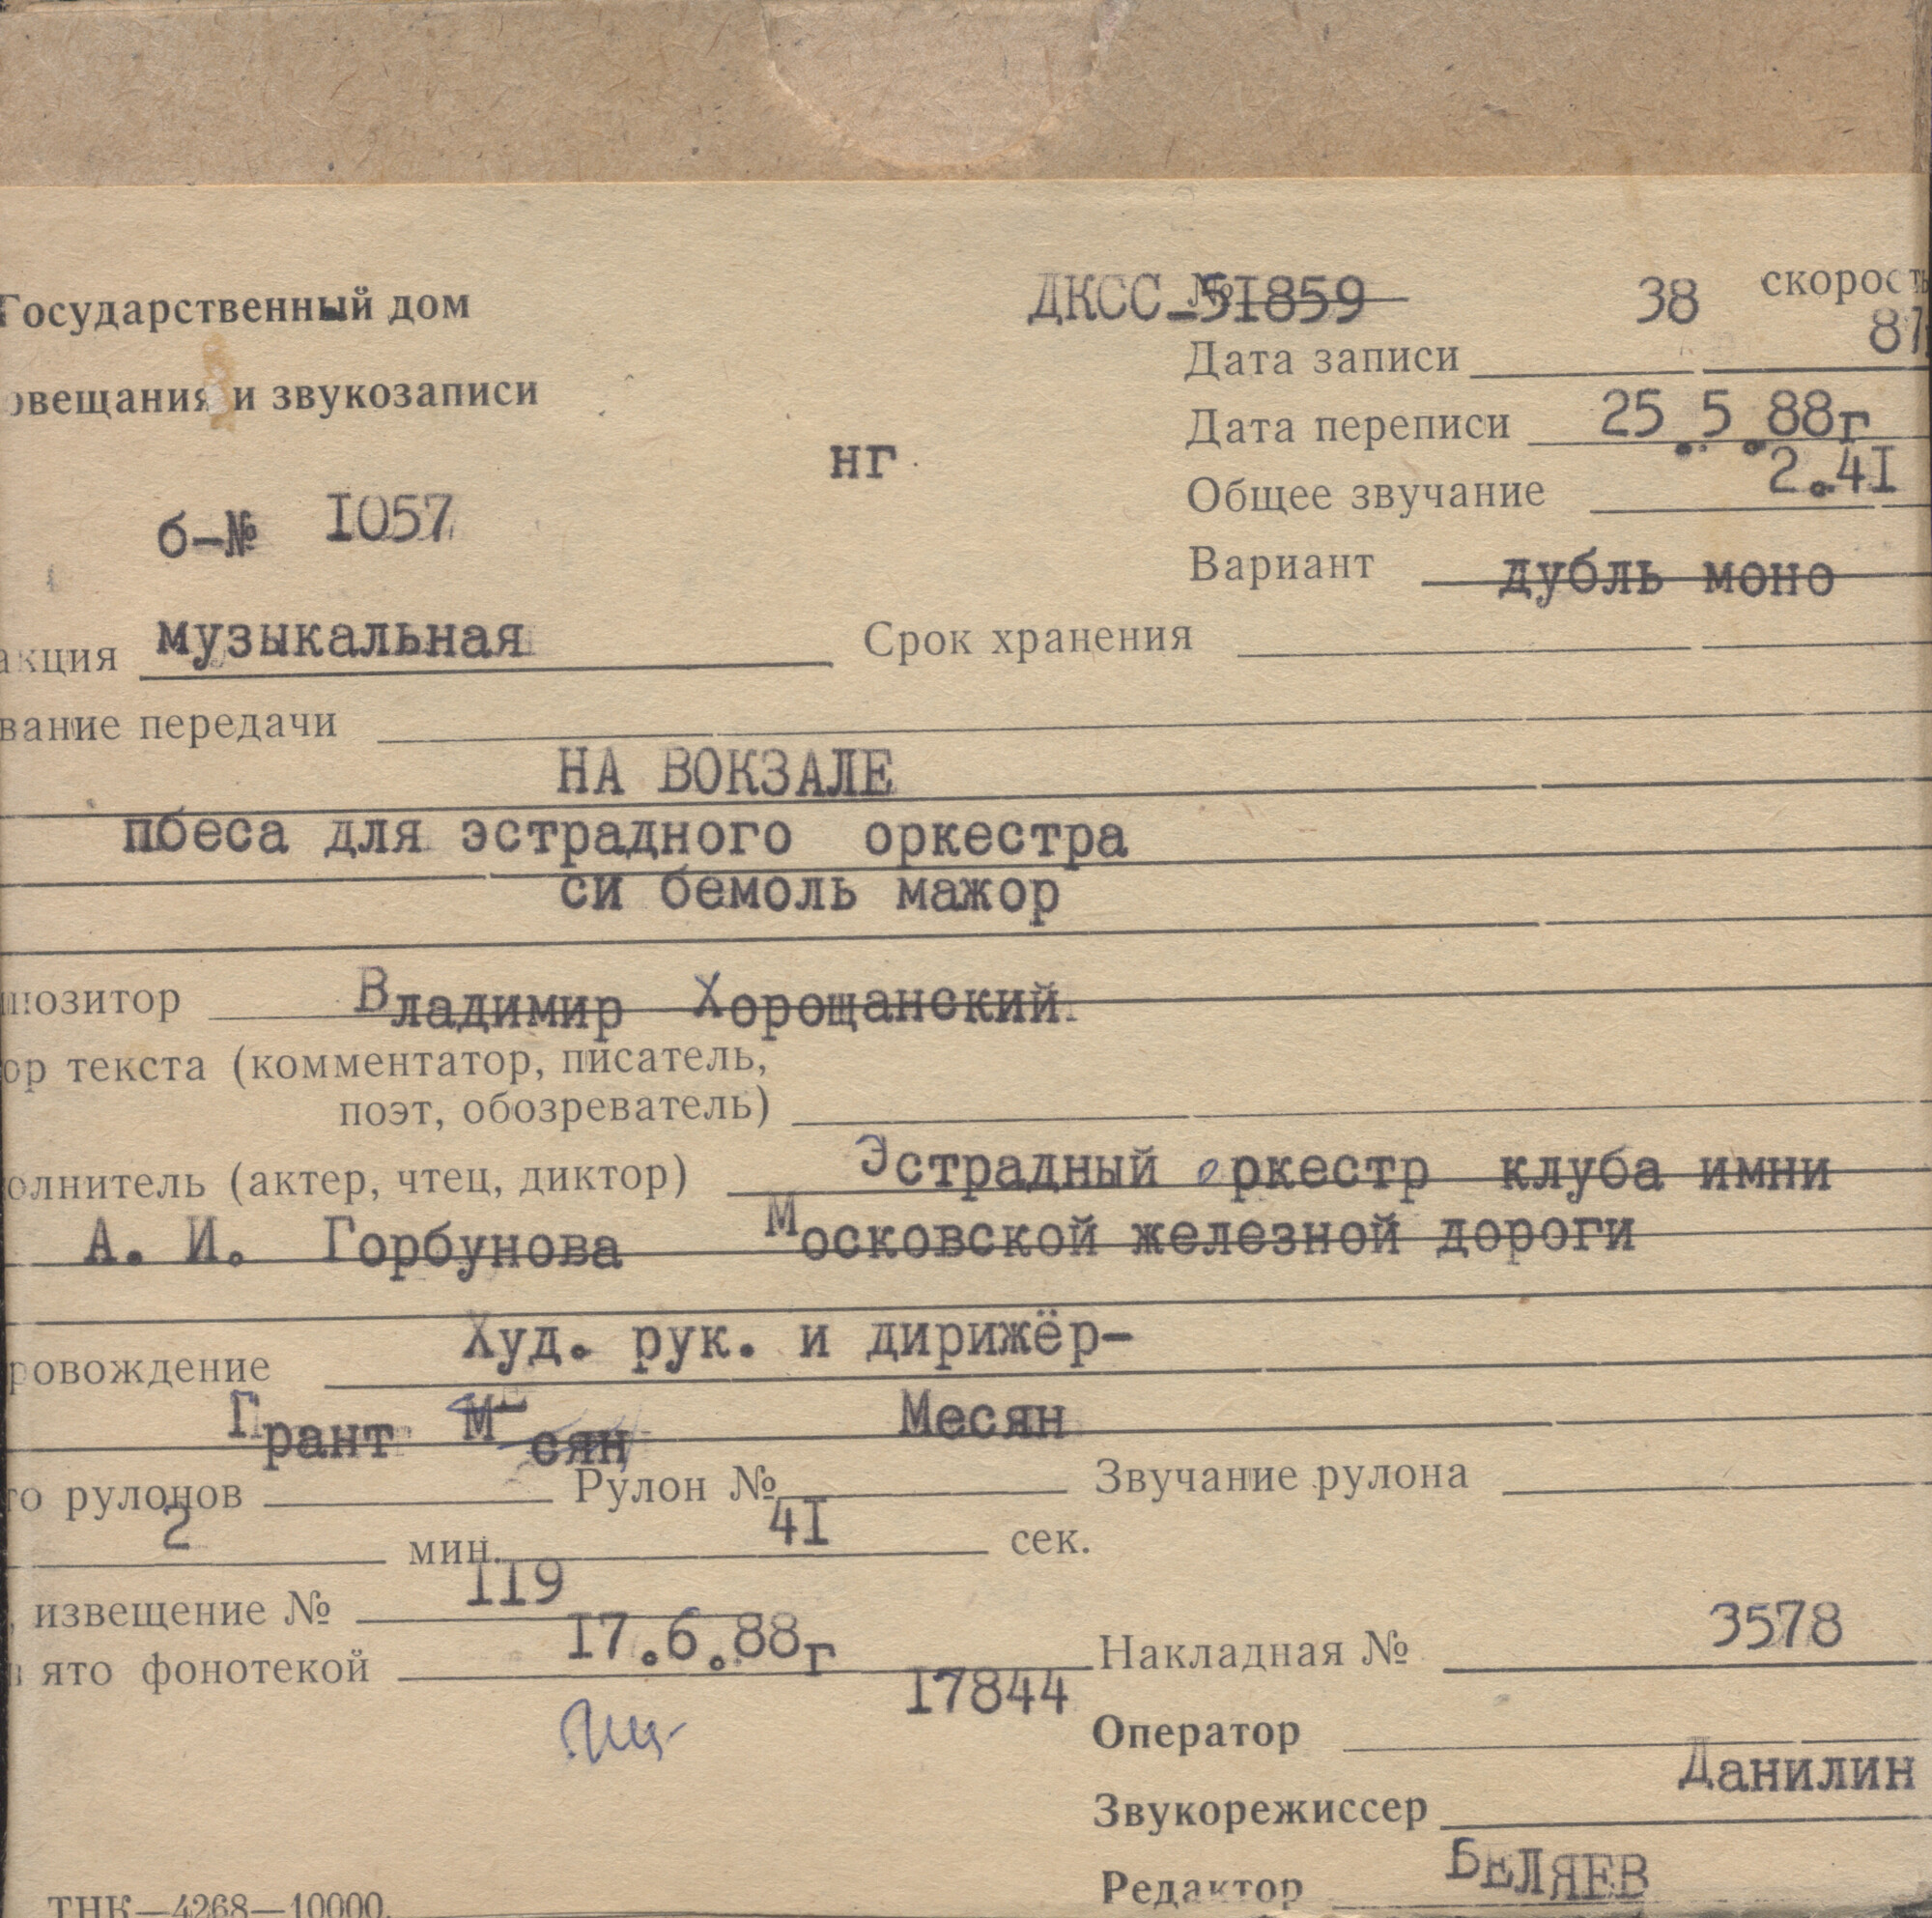 Государственный дом
овещания и звукозаписи
ДКСС-51859 38 скорость
Дата записи 87
Дата переписи 25.5.88г
нг
Общее звучание 2.41
б-№ 1057
Вариант дубль моно
акция музыкальная Срок хранения
вание передачи
НА ВОКЗАЛЕ
пбеса для эстрадного оркестра
си бемоль мажор
позитор Владимир Хорощанский
ор текста (комментатор, писатель,
поэт, обозреватель)
олнитель (актер, чтец, диктор) Эстрадный оркестр клуба имни
А. И. Горбунова Московской железной дороги
Худ. рук. и дирижёр-
ровождение
Грант М сян Месян
го рулонов Рулон № Звучание рулона
2 мин. 41 сек.
извещение № 119
ято фонотекой 17.6.88г Накладная № 3578
17844
Оператор
Звукорежиссер Данилин
Редактор БЕЛЯЕВ
ТНК—4268—10000.